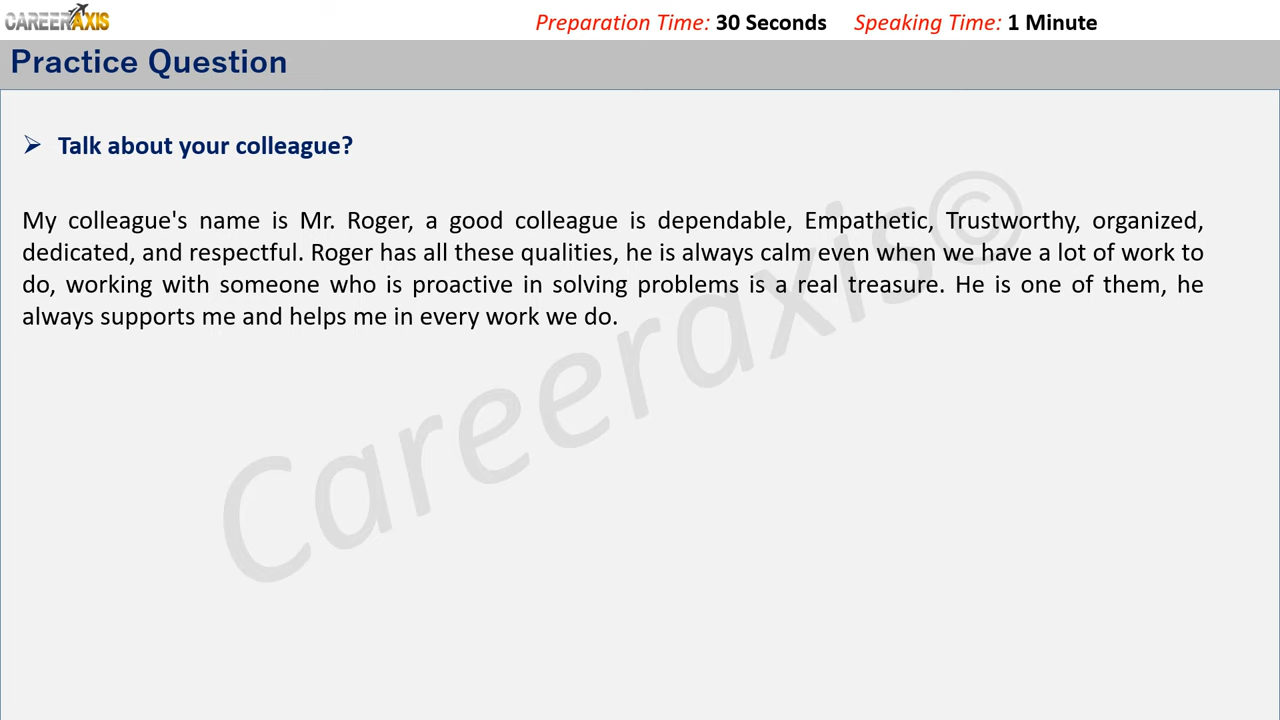 CAREERAXIS
Preparation Time: 30 Seconds Speaking Time: 1 Minute
Practice Question
➢ Talk about your colleague?
My colleague's name is Mr. Roger, a good colleague is dependable, Empathetic, Trustworthy, organized,
dedicated, and respectful. Roger has all these qualities, he is always calm even when we have a lot of work to
do, working with someone who is proactive in solving problems is a real treasure. He is one of them, he
always supports me and helps me in every work we do.
Careeraxis©